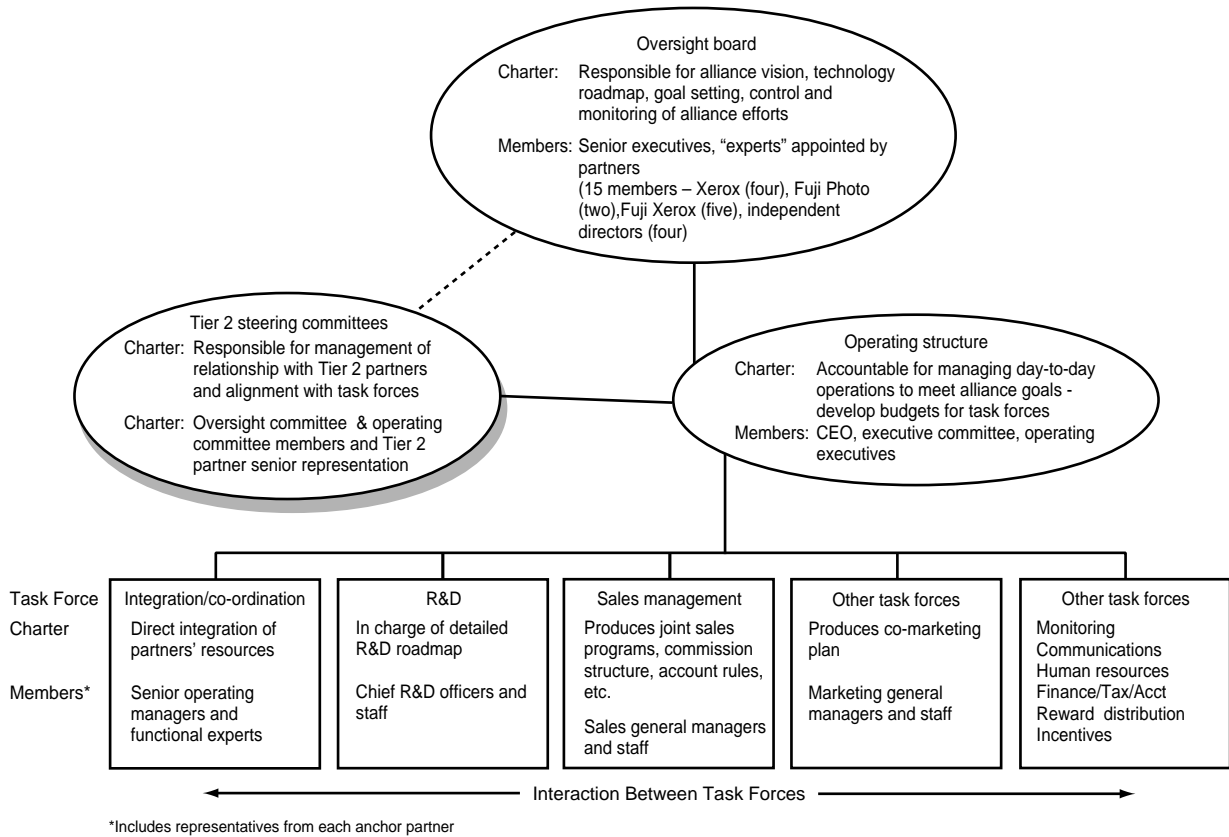 Oversight board
Charter: Responsible for alliance vision, technology
roadmap, goal setting, control and
monitoring of alliance efforts
Members: Senior executives, “experts” appointed by
partners
(15 members – Xerox (four), Fuji Photo
(two),Fuji Xerox (five), independent
directors (four)
Tier 2 steering committees
Charter: Responsible for management of
relationship with Tier 2 partners
and alignment with task forces
Charter: Oversight committee & operating
committee members and Tier 2
partner senior representation
Operating structure
Charter: Accountable for managing day-to-day
operations to meet alliance goals -
develop budgets for task forces
Members: CEO, executive committee, operating
executives
Task Force
Charter
Members*
Integration/co-ordination
Direct integration of
partners’ resources
Senior operating
managers and
functional experts
R&D
In charge of detailed
R&D roadmap
Chief R&D officers and
staff
Sales management
Produces joint sales
programs, commission
structure, account rules,
etc.
Sales general managers
and staff
Other task forces
Produces co-marketing
plan
Marketing general
managers and staff
Other task forces
Monitoring
Communications
Human resources
Finance/Tax/Acct
Reward distribution
Incentives
Interaction Between Task Forces
*Includes representatives from each anchor partner